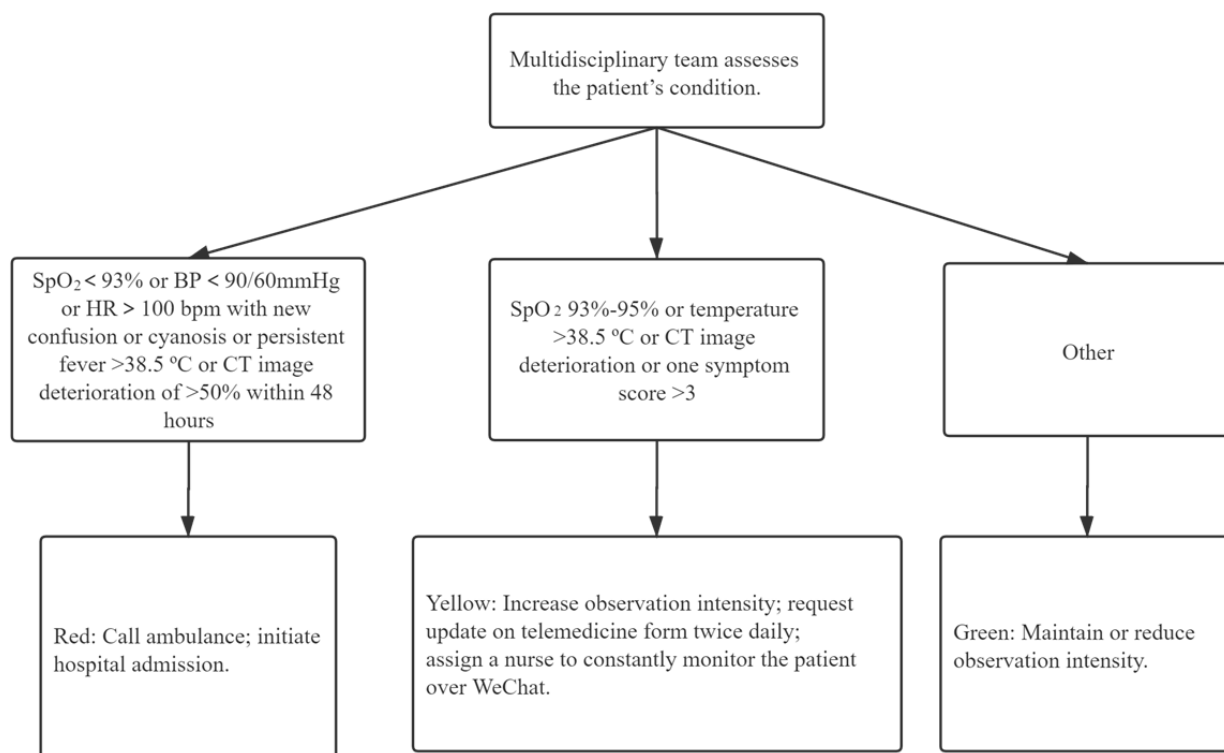 Multidisciplinary team assesses
the patient’s condition.
SpO₂ < 93% or BP < 90/60mmHg
or HR > 100 bpm with new
confusion or cyanosis or persistent
fever >38.5 ºC or CT image
deterioration of >50% within 48
hours
SpO₂ 93%-95% or temperature
>38.5 ºC or CT image
deterioration or one symptom
score >3
Other
Red: Call ambulance; initiate
hospital admission.
Yellow: Increase observation intensity; request
update on telemedicine form twice daily;
assign a nurse to constantly monitor the patient
over WeChat.
Green: Maintain or reduce
observation intensity.